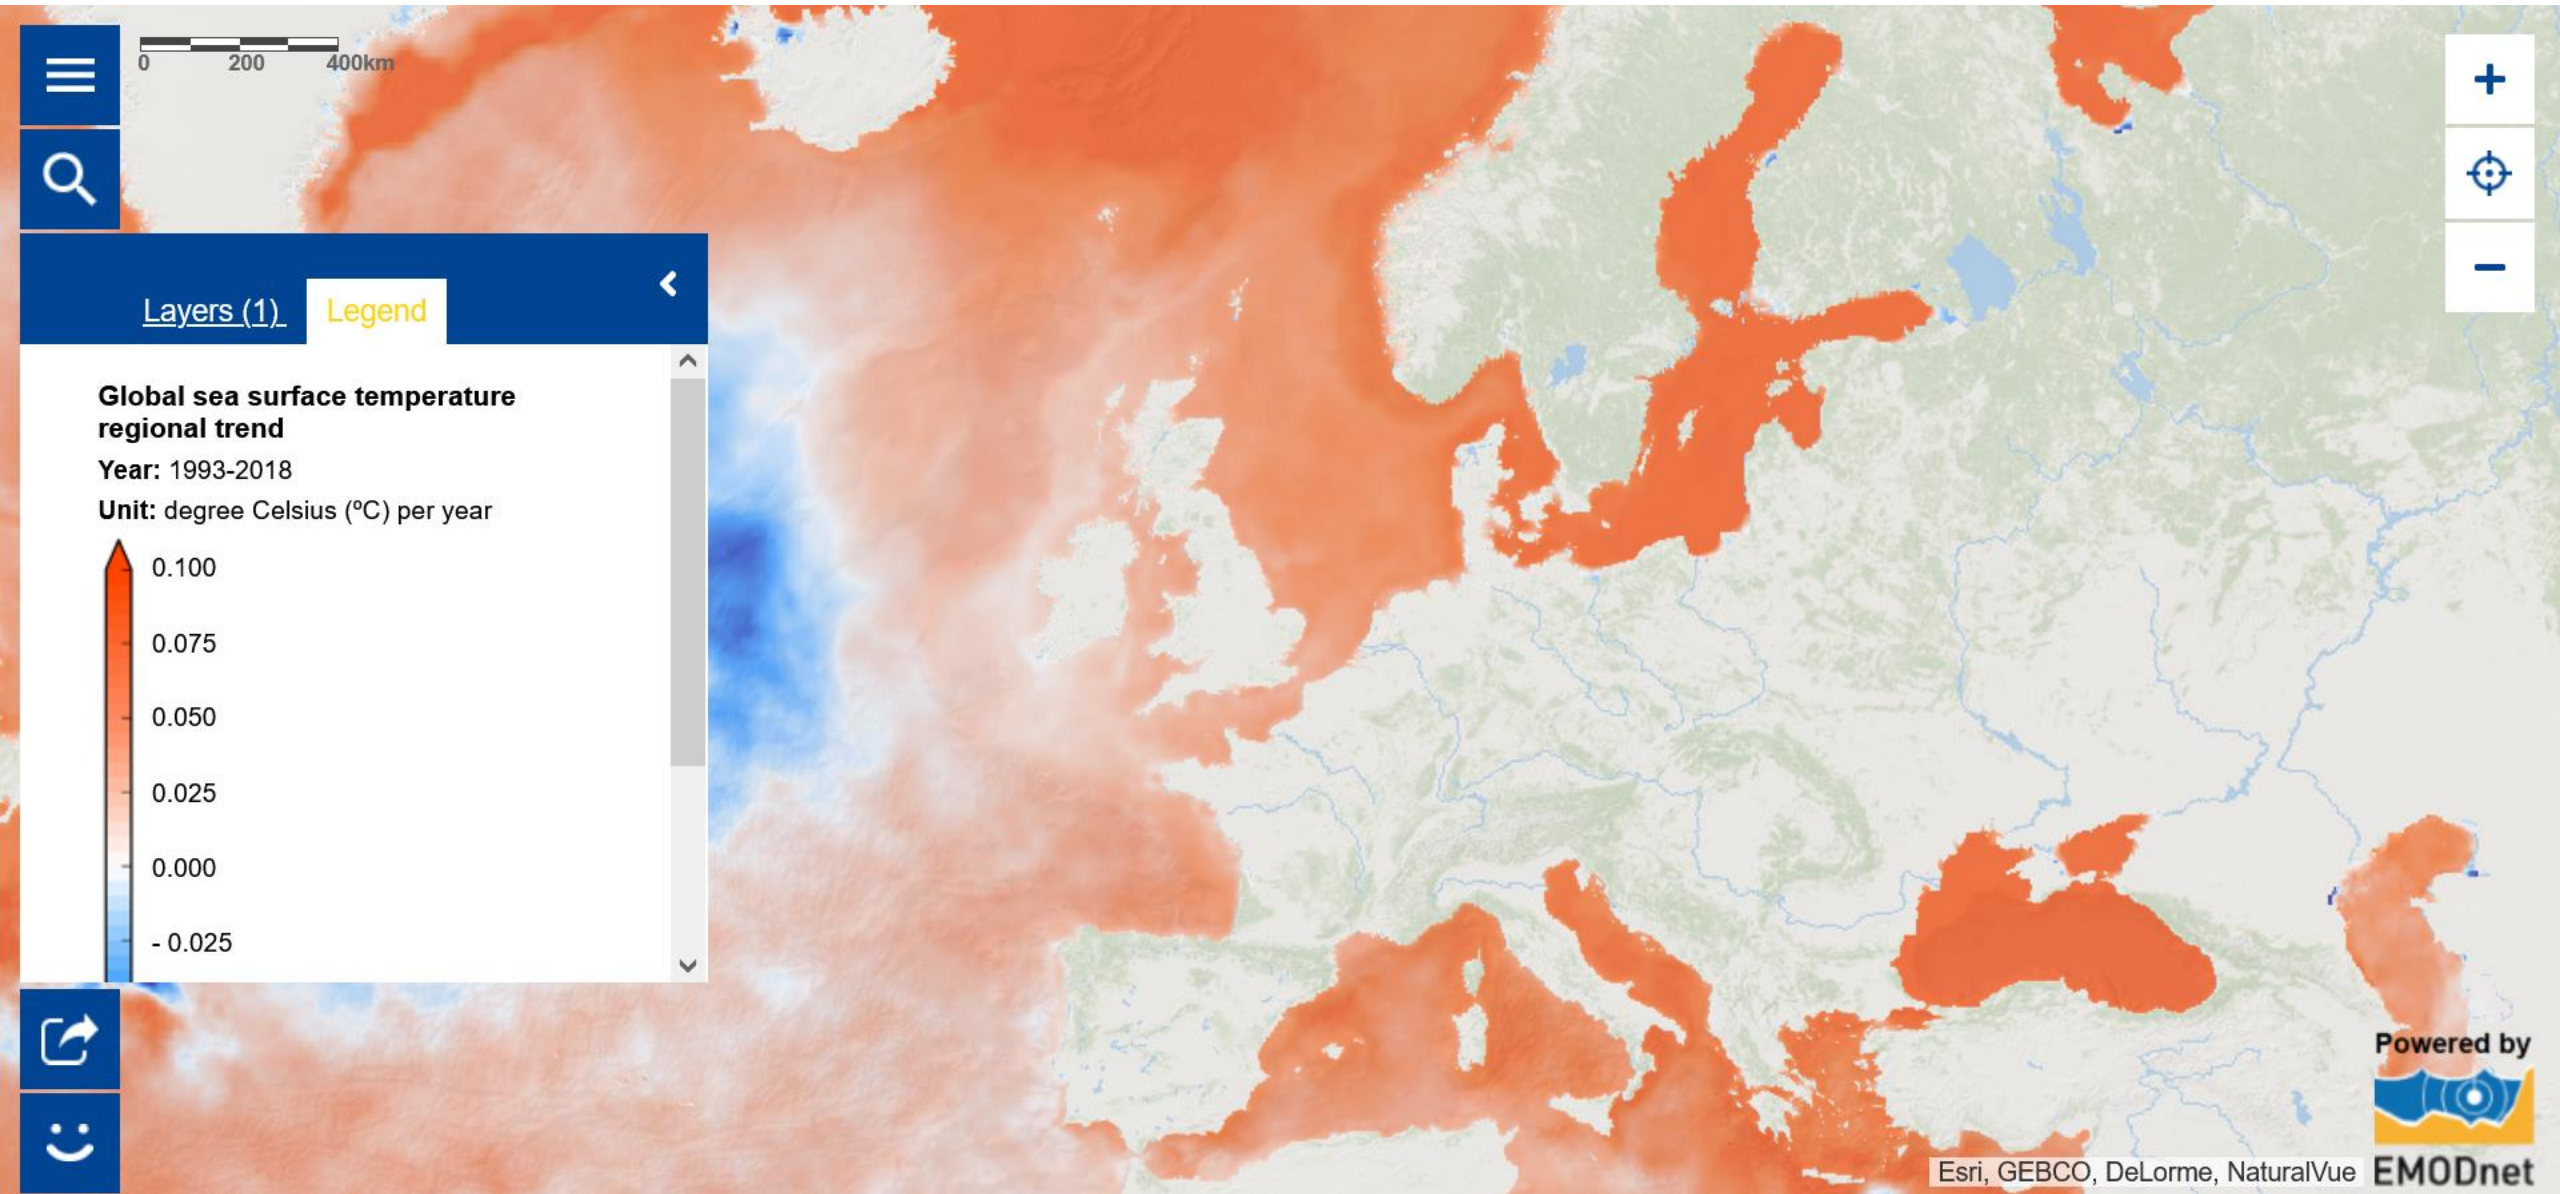 0 200 400km
Layers (1) Legend
Global sea surface temperature
regional trend
Year: 1993-2018
Unit: degree Celsius (ºC) per year
0.100
0.075
0.050
0.025
0.000
- 0.025
Powered by
EMODnet
Esri, GEBCO, DeLorme, NaturalVue